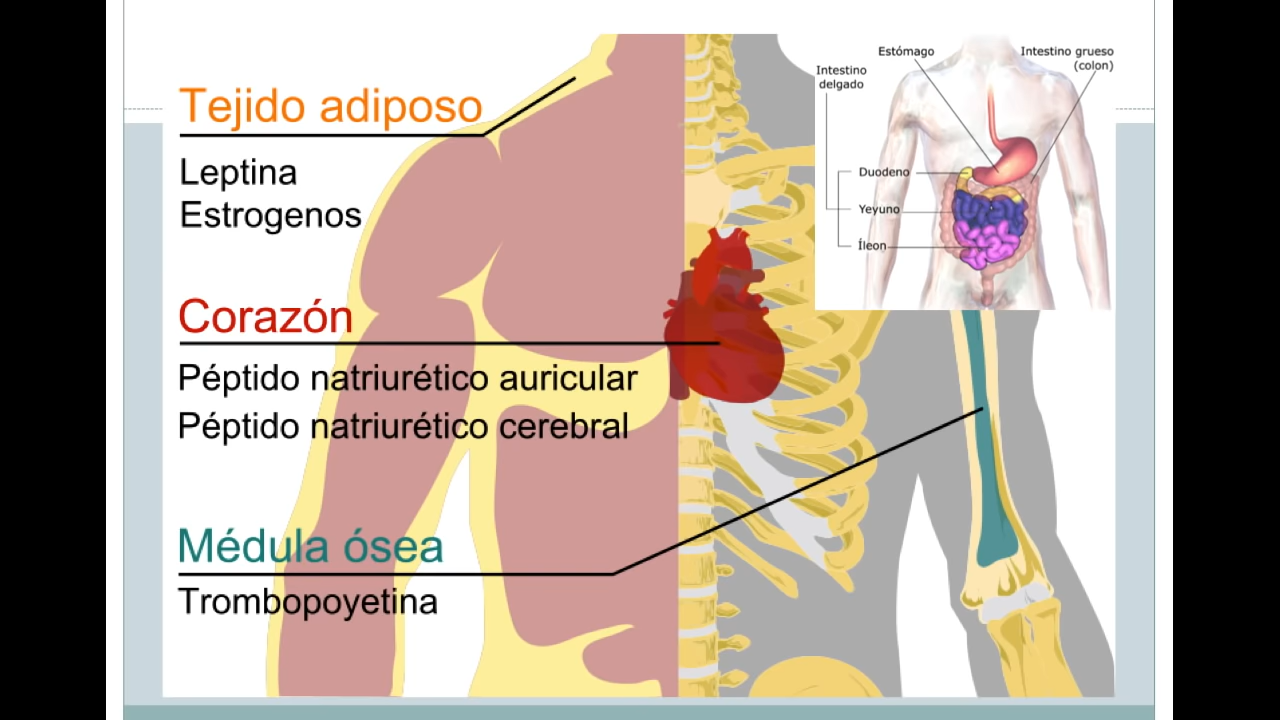 Tejido adiposo
Leptina
Estrogenos
Corazón
Péptido natriurético auricular
Péptido natriurético cerebral
Médula ósea
Trombopoyetina
Estómago
Intestino grueso
(colon)
Intestino
delgado
Duodeno
Yeyuno
Íleon